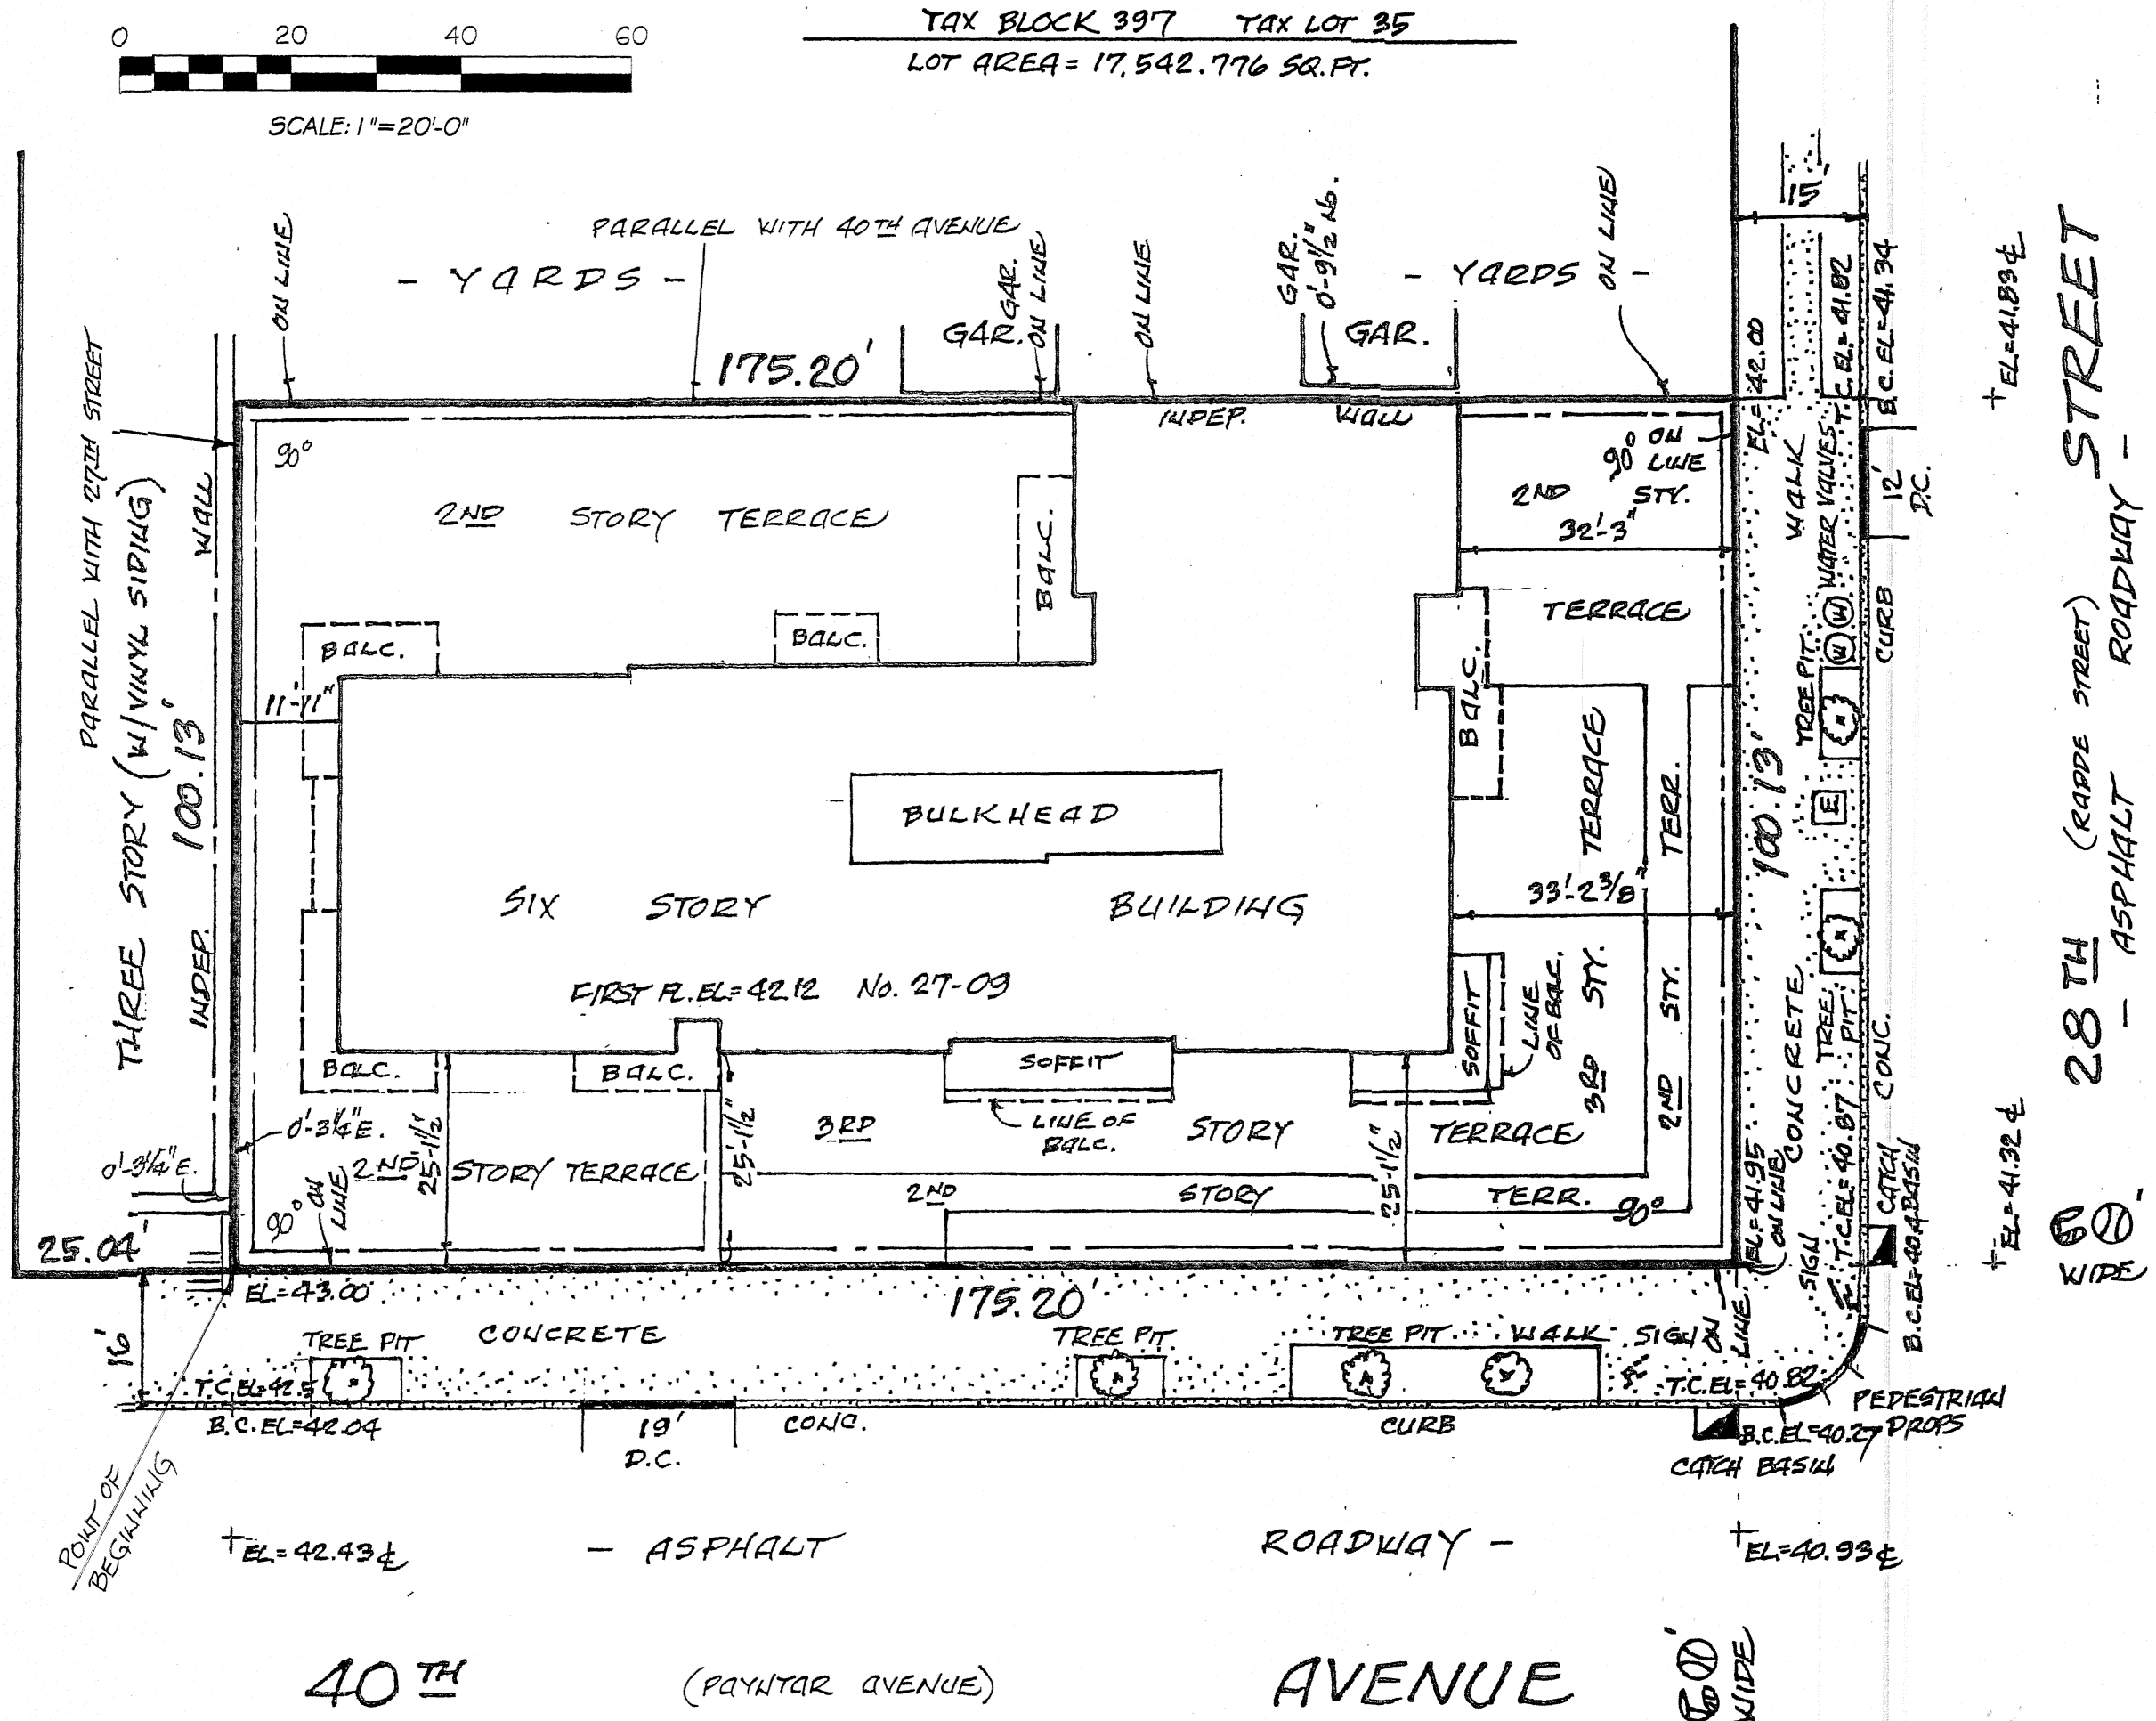 TAX BLOCK 397 TAX LOT 35
LOT AREA = 17,542.776 SQ.FT.
0 20 40 60
SCALE: 1"=20'-0"
ON LINE
PARALLEL WITH 40TH AVENUE
- YARDS -
GAR.
GAR.
ON LINE
ON LINE
GAR.
0'-9 1/2" No.
GAR.
- YARDS -
ON LINE
175.20'
15'
EL=42.00
T.C.EL=41.82
B.C.EL=41.34
EL=41.83 ℄
PARALLEL WITH 27TH STREET
THREE STORY (W/VINYL SIDING)
100.13'
INDEP. WALL
90°
INDEP. WALL
90°
ON LINE
2ND STORY TERRACE
BALC.
2ND STY.
32'-3"
TERRACE
WALK
WATER VALVES
W W
12'
D.C.
CURB
BALC.
BALC.
BALC.
11'-11"
TREE PIT
100.13'
E
BULKHEAD
TERRACE
TERR.
33'-2 3/8"
SIX STORY BUILDING
FIRST FL. EL=42.12 No. 27-09
3RD STY.
2ND STY.
SOFFIT
LINE OF BALC.
CONCRETE
TREE PIT
CONC.
BALC.
BALC.
SOFFIT
LINE OF BALC.
0'-3 1/4" E.
0'-3 1/4" E.
25'-1 1/2"
25'-1 1/2"
25'-1 1/2"
2ND STORY TERRACE
3RD STORY TERRACE
2ND STORY TERR.
90°
ON LINE
90°
EL=41.95
ON LINE
SIGN
T.C.EL=40.87
CATCH BASIN
EL=41.32 ℄
25.04'
EL=43.00
175.20'
16'
TREE PIT
CONCRETE
TREE PIT
TREE PIT
WALK
SIGN
ON LINE
T.C.EL=42.5
T.C.EL=40.82
PEDESTRIAN DROPS
B.C.EL=42.04
19'
D.C.
CONC.
CURB
B.C.EL=40.27
CATCH BASIN
POINT OF BEGINNING
EL=42.43 ℄
- ASPHALT ROADWAY -
EL=40.93 ℄
40TH (PAYNTAR AVENUE) AVENUE
60' WIDE
28TH (RADDE STREET) STREET
- ASPHALT ROADWAY -
60' WIDE